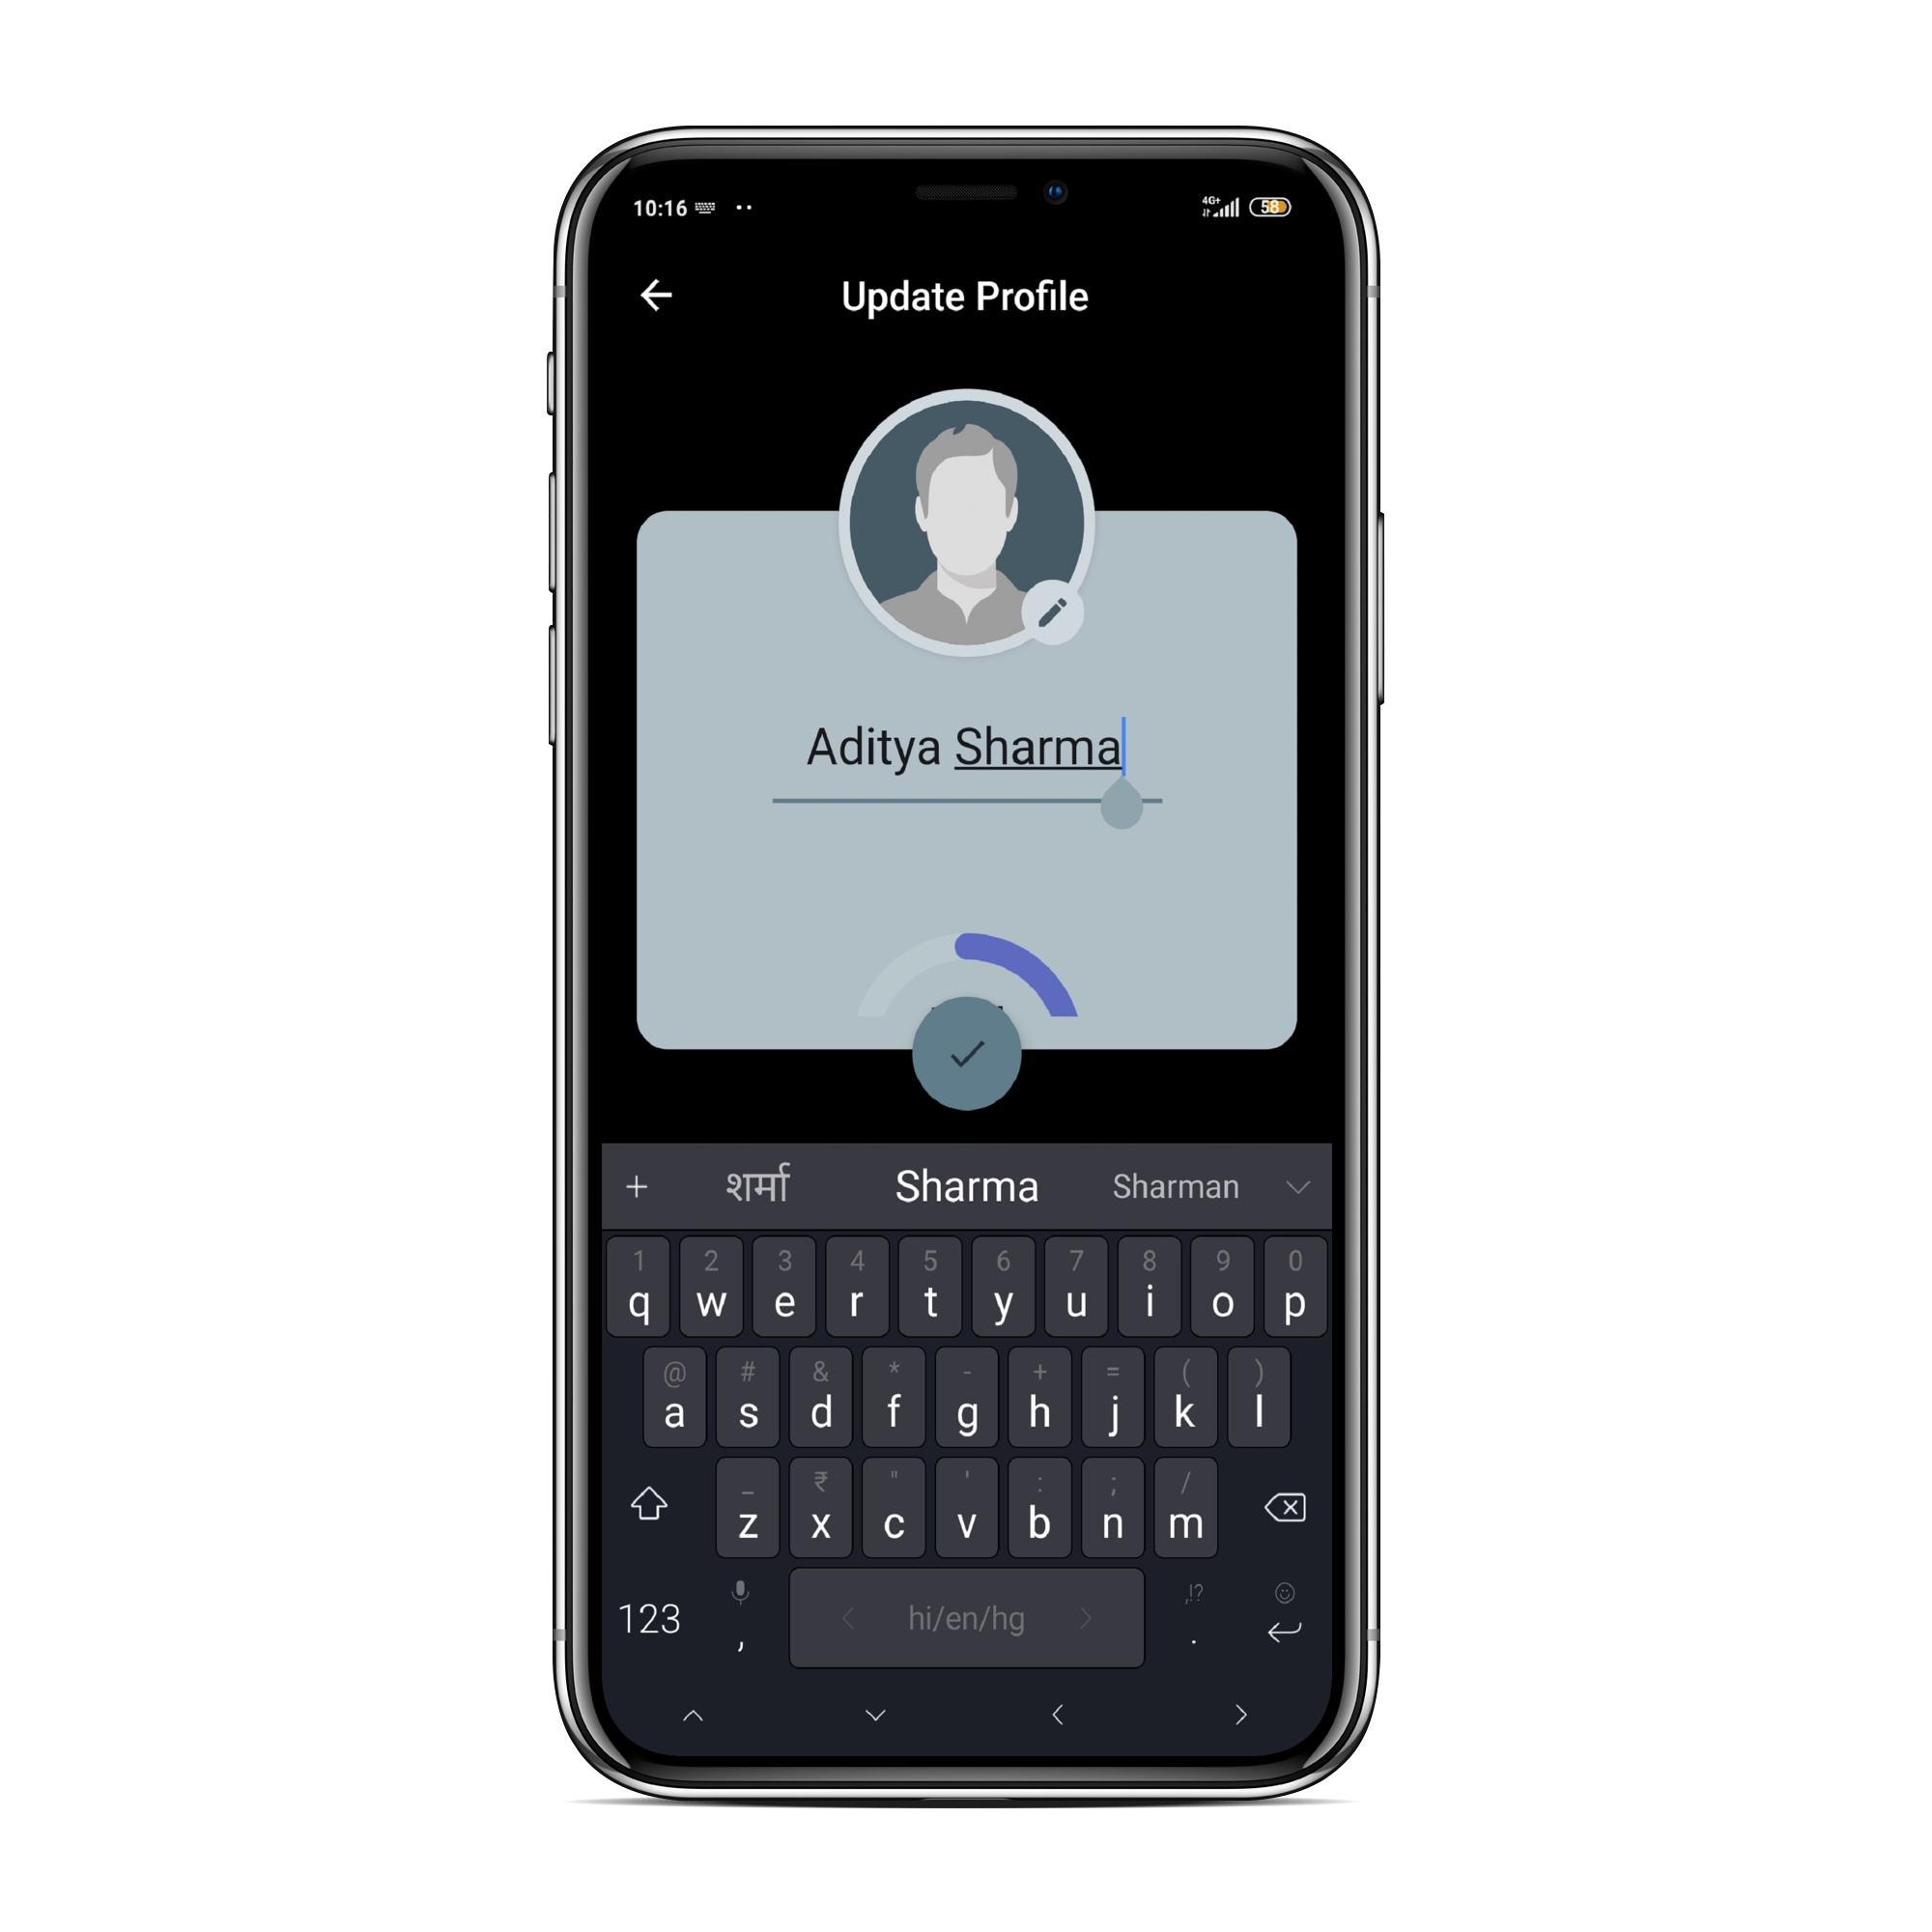 10:16 4G+ 58
Update Profile
Aditya Sharma
शर्मा Sharma Sharman
1 2 3 4 5 6 7 8 9 0
q w e r t y u i o p
@ # & * - + = ( )
a s d f g h j k l
_ ₹ " ' : ; /
z x c v b n m
,!?
123 hi/en/hg
, .